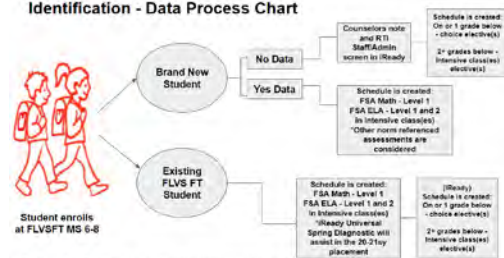 Identification - Data Process Chart
Brand New
Student
No Data
Yes Data
Counselors note
and RTI
Staff/Admin
screen in iReady
Schedule is created:
On or 1 grade below
- choice elective(s)
2+ grades below -
Intensive class(es)
elective(s)
Schedule is created:
FSA Math - Level 1
FSA ELA - Level 1 and 2
in Intensive class(es)
*Other norm referenced
assessments are
considered
Student enrolls
at FLVSFT MS 6-8
Existing
FLVS FT
Student
Schedule is created:
FSA Math - Level 1
FSA ELA - Level 1 and 2
in Intensive class(es)
*iReady Universal
Spring Diagnostic will
assist in the 20-21sy
placement
(iReady)
Schedule is created:
On or 1 grade below
- choice elective(s)
2+ grades below -
Intensive class(es)
elective(s)